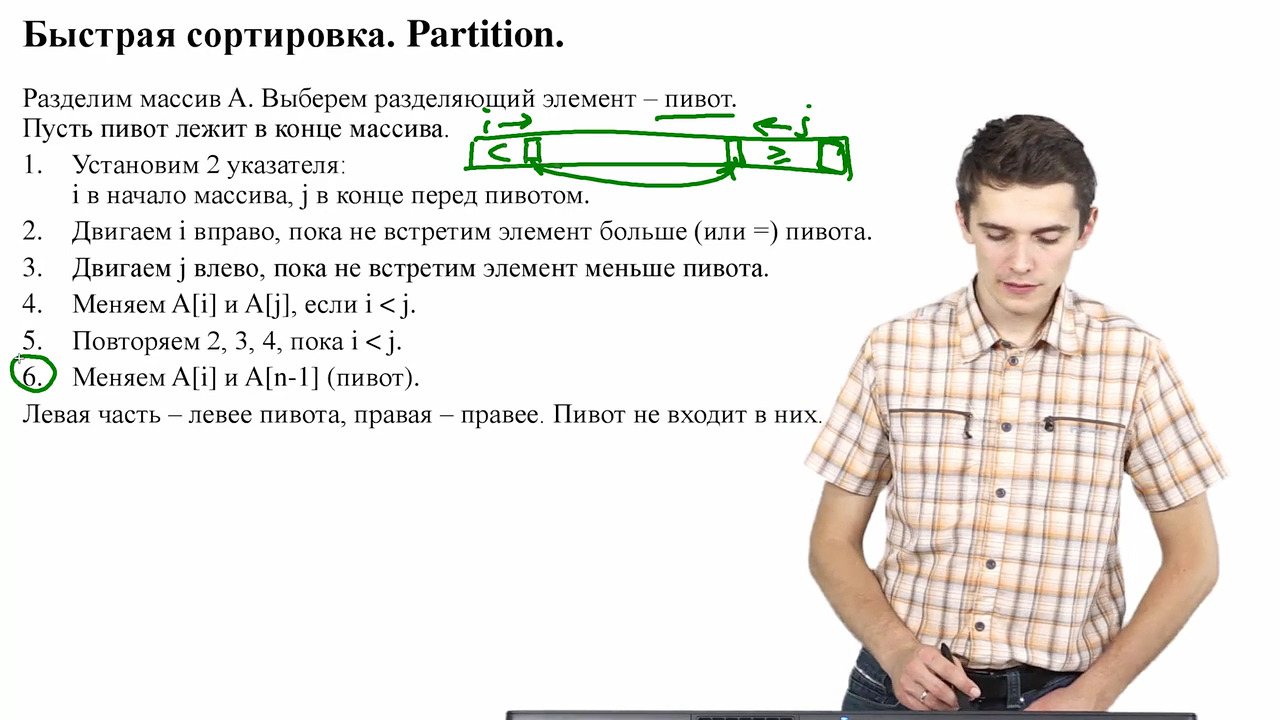 Быстрая сортировка. Partition.
Разделим массив A. Выберем разделяющий элемент – пивот.
Пусть пивот лежит в конце массива.
i → ← j
< ≥
1. Установим 2 указателя:
i в начало массива, j в конце перед пивотом.
2. Двигаем i вправо, пока не встретим элемент больше (или =) пивота.
3. Двигаем j влево, пока не встретим элемент меньше пивота.
4. Меняем A[i] и A[j], если i < j.
5. Повторяем 2, 3, 4, пока i < j.
6. Меняем A[i] и A[n-1] (пивот).
Левая часть – левее пивота, правая – правее. Пивот не входит в них.